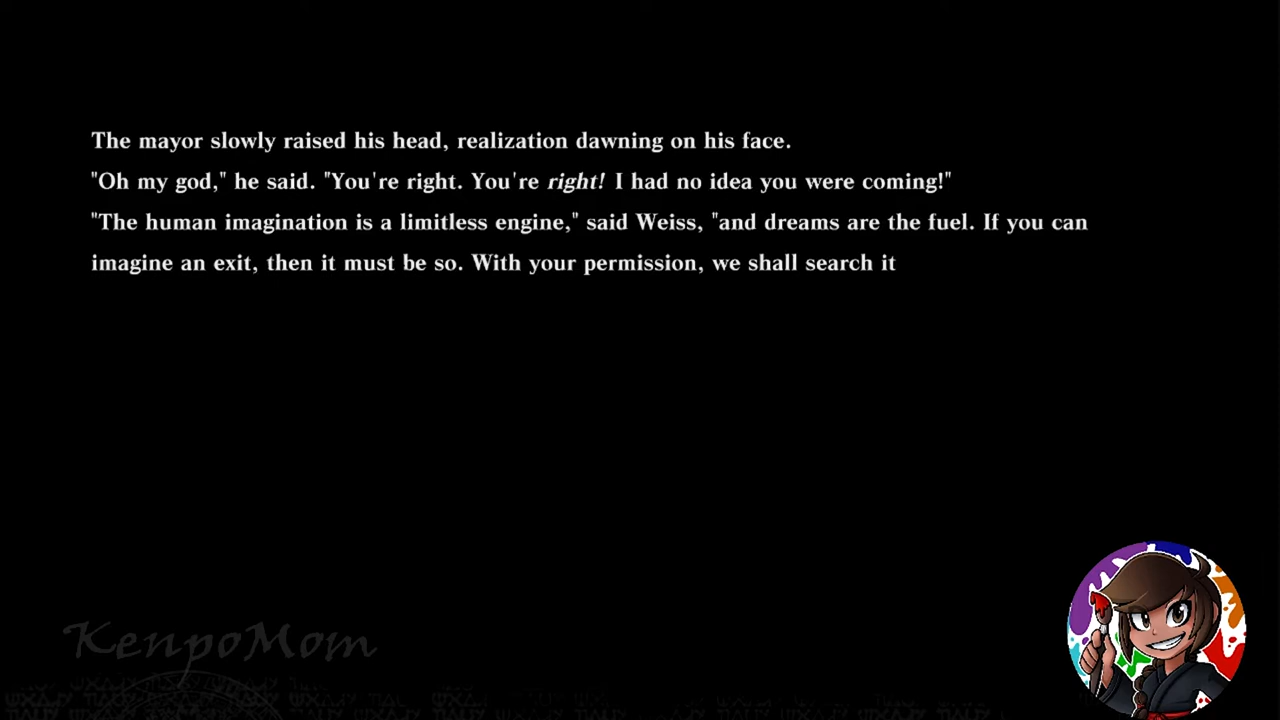 The mayor slowly raised his head, realization dawning on his face.
"Oh my god," he said. "You're right. You're right! I had no idea you were coming!"
"The human imagination is a limitless engine," said Weiss, "and dreams are the fuel. If you can
imagine an exit, then it must be so. With your permission, we shall search it
KenpoMom